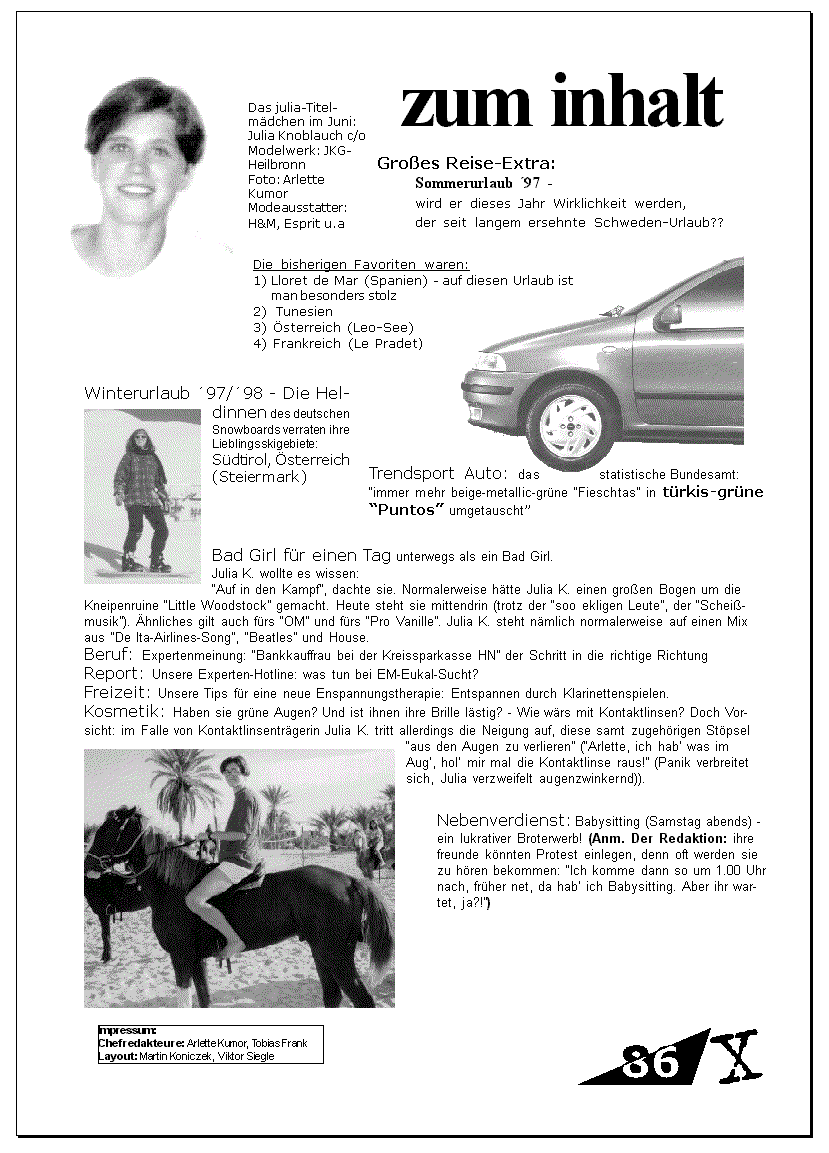 zum inhalt
Das julia-Titel-
mädchen im Juni:
Julia Knoblauch c/o
Modelwerk: JKG-
Heilbronn
Foto: Arlette
Kumor
Modeausstatter:
H&M, Esprit u.a
Großes Reise-Extra:
Sommerurlaub ´97 -
wird er dieses Jahr Wirklichkeit werden,
der seit langem ersehnte Schweden-Urlaub??
Die bisherigen Favoriten waren:
1) Lloret de Mar (Spanien) - auf diesen Urlaub ist
man besonders stolz
2) Tunesien
3) Österreich (Leo-See)
4) Frankreich (Le Pradet)
Winterurlaub ´97/´98 - Die Hel-
dinnen des deutschen
Snowboards verraten ihre
Lieblingsskigebiete:
Südtirol, Österreich
(Steiermark)
Trendsport Auto: das statistische Bundesamt:
"immer mehr beige-metallic-grüne "Fieschtas" in türkis-grüne
"Puntos" umgetauscht"
Bad Girl für einen Tag unterwegs als ein Bad Girl.
Julia K. wollte es wissen:
"Auf in den Kampf", dachte sie. Normalerweise hätte Julia K. einen großen Bogen um die
Kneipenruine "Little Woodstock" gemacht. Heute steht sie mittendrin (trotz der "soo ekligen Leute", der "Scheiß-
musik"). Ähnliches gilt auch fürs "OM" und fürs "Pro Vanille". Julia K. steht nämlich normalerweise auf einen Mix
aus "De Ita-Airlines-Song", "Beatles" und House.
Beruf: Expertenmeinung: "Bankkauffrau bei der Kreissparkasse HN" der Schritt in die richtige Richtung
Report: Unsere Experten-Hotline: was tun bei EM-Eukal-Sucht?
Freizeit: Unsere Tips für eine neue Enspannungstherapie: Entspannen durch Klarinettenspielen.
Kosmetik: Haben sie grüne Augen? Und ist ihnen ihre Brille lästig? - Wie wärs mit Kontaktlinsen? Doch Vor-
sicht: im Falle von Kontaktlinsenträgerin Julia K. tritt allerdings die Neigung auf, diese samt zugehörigen Stöpsel
"aus den Augen zu verlieren" ("Arlette, ich hab' was im
Aug', hol' mir mal die Kontaktlinse raus!" (Panik verbreitet
sich, Julia verzweifelt augenzwinkernd)).
Nebenverdienst: Babysitting (Samstag abends) -
ein lukrativer Broterwerb! (Anm. Der Redaktion: ihre
freunde könnten Protest einlegen, denn oft werden sie
zu hören bekommen: "Ich komme dann so um 1.00 Uhr
nach, früher net, da hab' ich Babysitting. Aber ihr war-
tet, ja?!")
Impressum:
Chefredakteure: Arlette Kumor, Tobias Frank
Layout: Martin Koniczek, Viktor Siegle
86 X